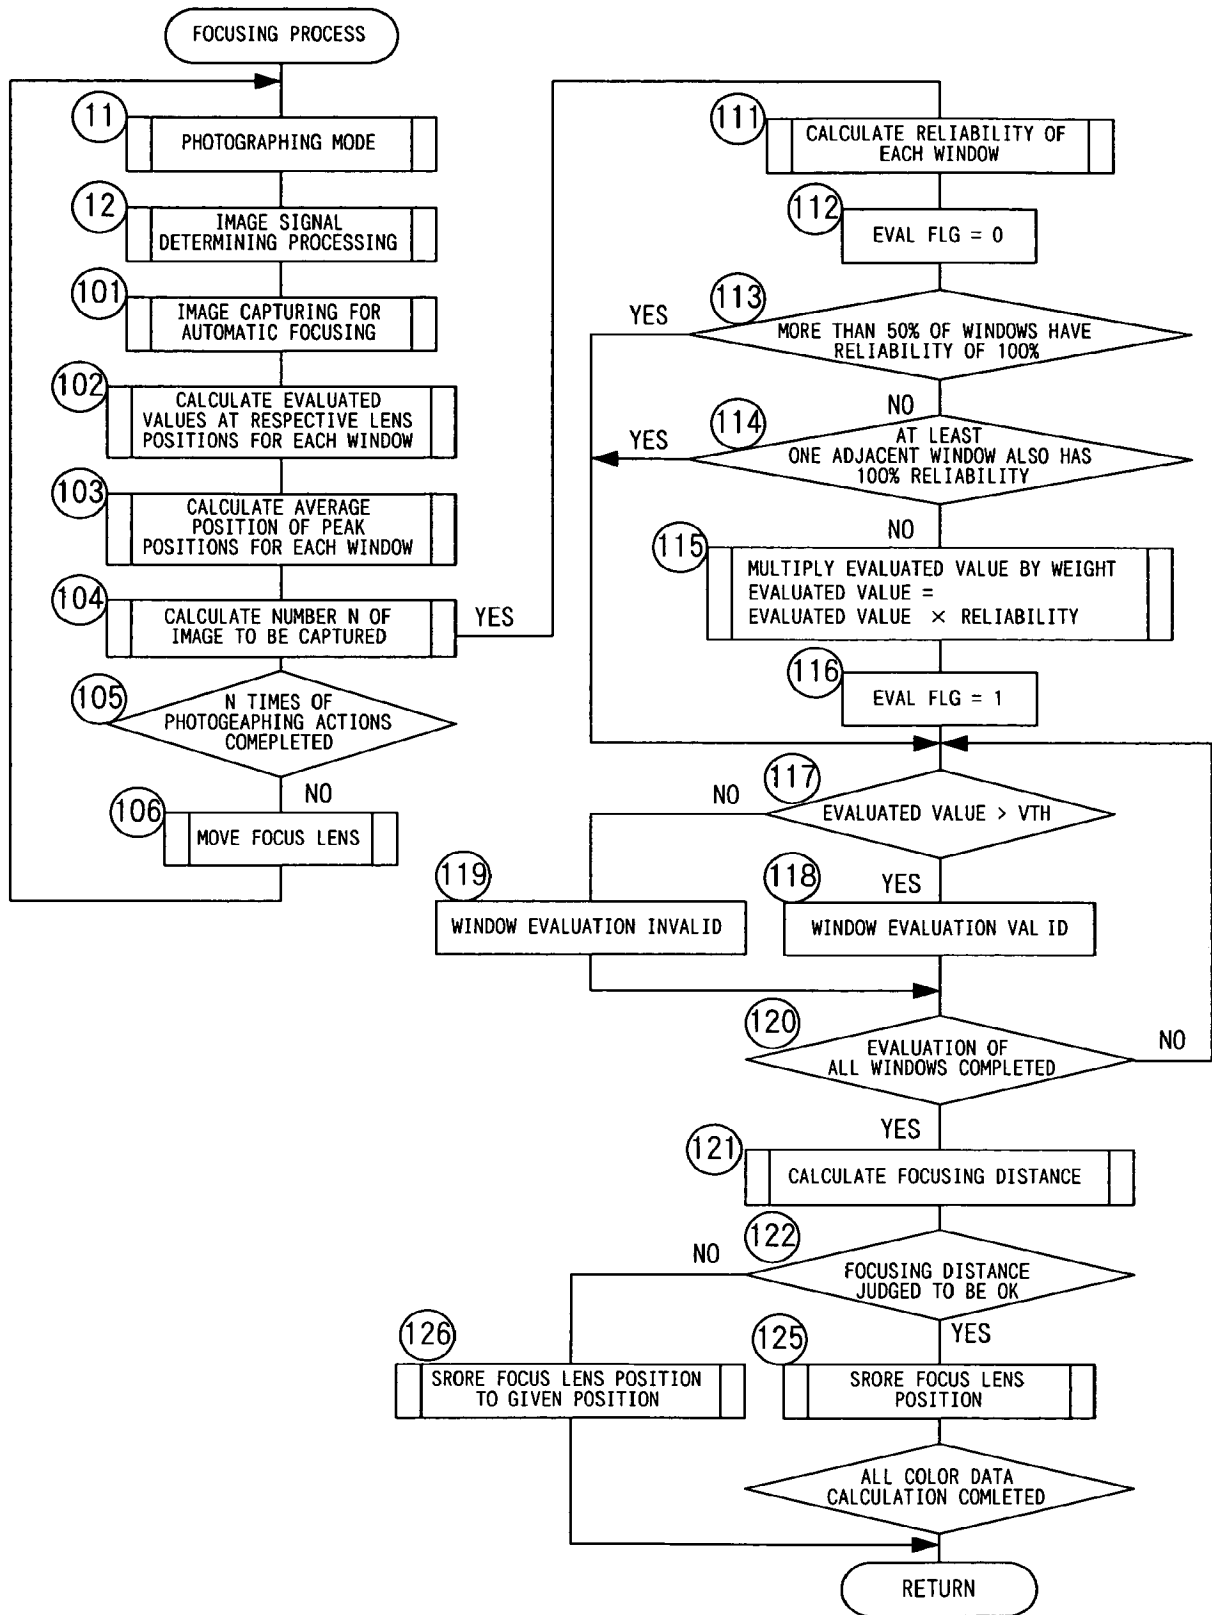 FOCUSING PROCESS
11
PHOTOGRAPHING MODE
12
IMAGE SIGNAL
DETERMINING PROCESSING
101
IMAGE CAPTURING FOR
AUTOMATIC FOCUSING
102
CALCULATE EVALUATED
VALUES AT RESPECTIVE LENS
POSITIONS FOR EACH WINDOW
103
CALCULATE AVERAGE
POSITION OF PEAK
POSITIONS FOR EACH WINDOW
104
CALCULATE NUMBER N OF
IMAGE TO BE CAPTURED
YES
105
N TIMES OF
PHOTOGEAPHING ACTIONS
COMEPLETED
NO
106
MOVE FOCUS LENS
111
CALCULATE RELIABILITY OF
EACH WINDOW
112
EVAL FLG = 0
113
YES
MORE THAN 50% OF WINDOWS HAVE
RELIABILITY OF 100%
NO
114
YES
AT LEAST
ONE ADJACENT WINDOW ALSO HAS
100% RELIABILITY
NO
115
MULTIPLY EVALUATED VALUE BY WEIGHT
EVALUATED VALUE =
EVALUATED VALUE × RELIABILITY
116
EVAL FLG = 1
117
NO
EVALUATED VALUE > VTH
YES
119
WINDOW EVALUATION INVALID
118
WINDOW EVALUATION VAL ID
120
EVALUATION OF
ALL WINDOWS COMPLETED
NO
YES
121
CALCULATE FOCUSING DISTANCE
122
NO
FOCUSING DISTANCE
JUDGED TO BE OK
YES
126
SRORE FOCUS LENS POSITION
TO GIVEN POSITION
125
SRORE FOCUS LENS
POSITION
ALL COLOR DATA
CALCULATION COMLETED
RETURN